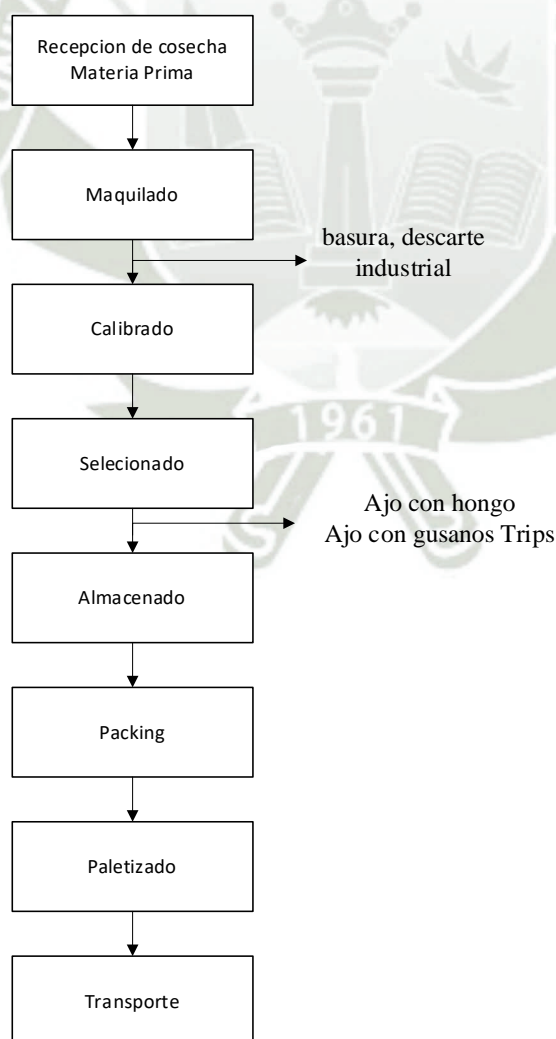 Recepcion de cosecha
Materia Prima
Maquilado
basura, descarte
industrial
Calibrado
1961
Selecionado
Ajo con hongo
Ajo con gusanos Trips
Almacenado
Packing
Paletizado
Transporte